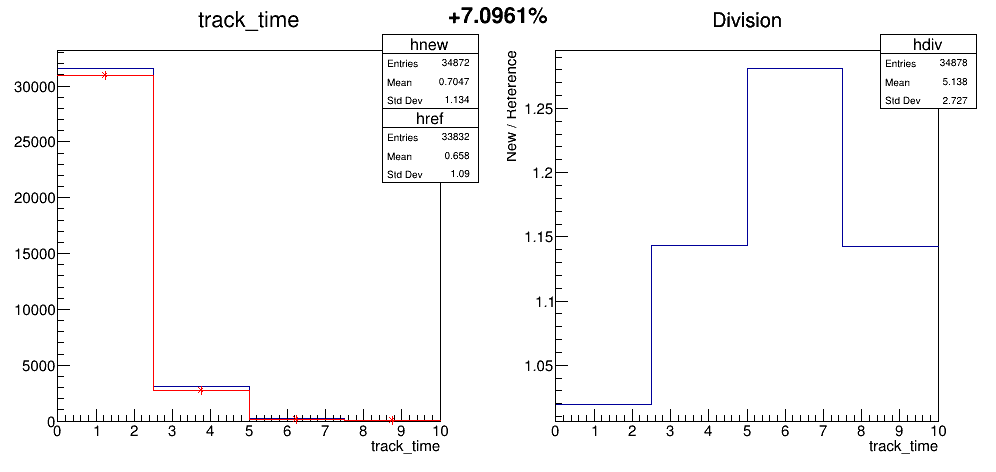 +7.0961%
track_time
hnew
Entries 34872
Mean 0.7047
Std Dev 1.134
href
Entries 33832
Mean 0.658
Std Dev 1.09
30000
25000
20000
15000
10000
5000
0
0 1 2 3 4 5 6 7 8 9 10
track_time
Division
hdiv
Entries 34878
Mean 5.138
Std Dev 2.727
New / Reference
1.25
1.2
1.15
1.1
1.05
0 1 2 3 4 5 6 7 8 9 10
track_time